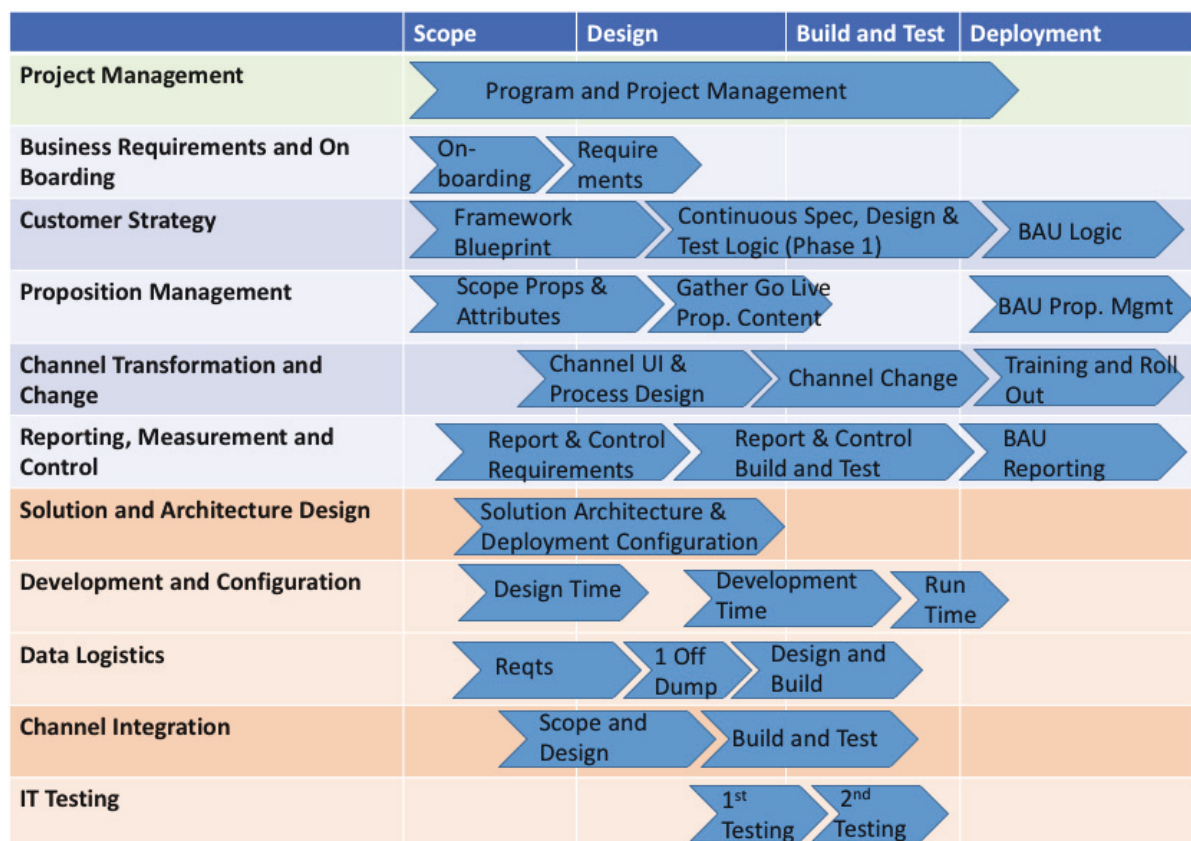 Scope Design Build and Test Deployment
Project Management
Program and Project Management
Business Requirements and On
Boarding
On-
boarding
Require
ments
Customer Strategy
Framework
Blueprint
Continuous Spec, Design &
Test Logic (Phase 1)
BAU Logic
Proposition Management
Scope Props &
Attributes
Gather Go Live
Prop. Content
BAU Prop. Mgmt
Channel Transformation and
Change
Channel UI &
Process Design
Channel Change
Training and Roll
Out
Reporting, Measurement and
Control
Report & Control
Requirements
Report & Control
Build and Test
BAU
Reporting
Solution and Architecture Design
Solution Architecture &
Deployment Configuration
Development and Configuration
Design Time
Development
Time
Run
Time
Data Logistics
Reqts
1 Off
Dump
Design and
Build
Channel Integration
Scope and
Design
Build and Test
IT Testing
1st
Testing
2nd
Testing